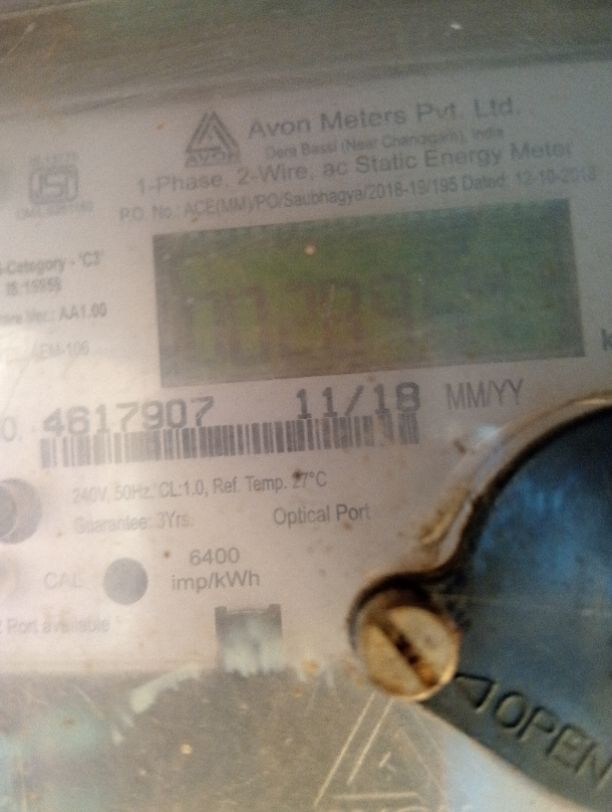 Avon Meters Pvt. Ltd.
Dera Bassi (Near Chandigarh), India
AVON
1-Phase, 2-Wire, ac Static Energy Meter
P.O. No.: ACE(MM)/PO/Saubhagya/2018-19/195 Dated: 12-10-2018
Category - 'C3'
IS:15959
Ver.: AA1.00
4617907 11/18 MM/YY
240V, 50Hz, CL:1.0, Ref. Temp. 27°C
Guarantee: 3Yrs. Optical Port
CAL 6400
imp/kWh
Port available
OPEN